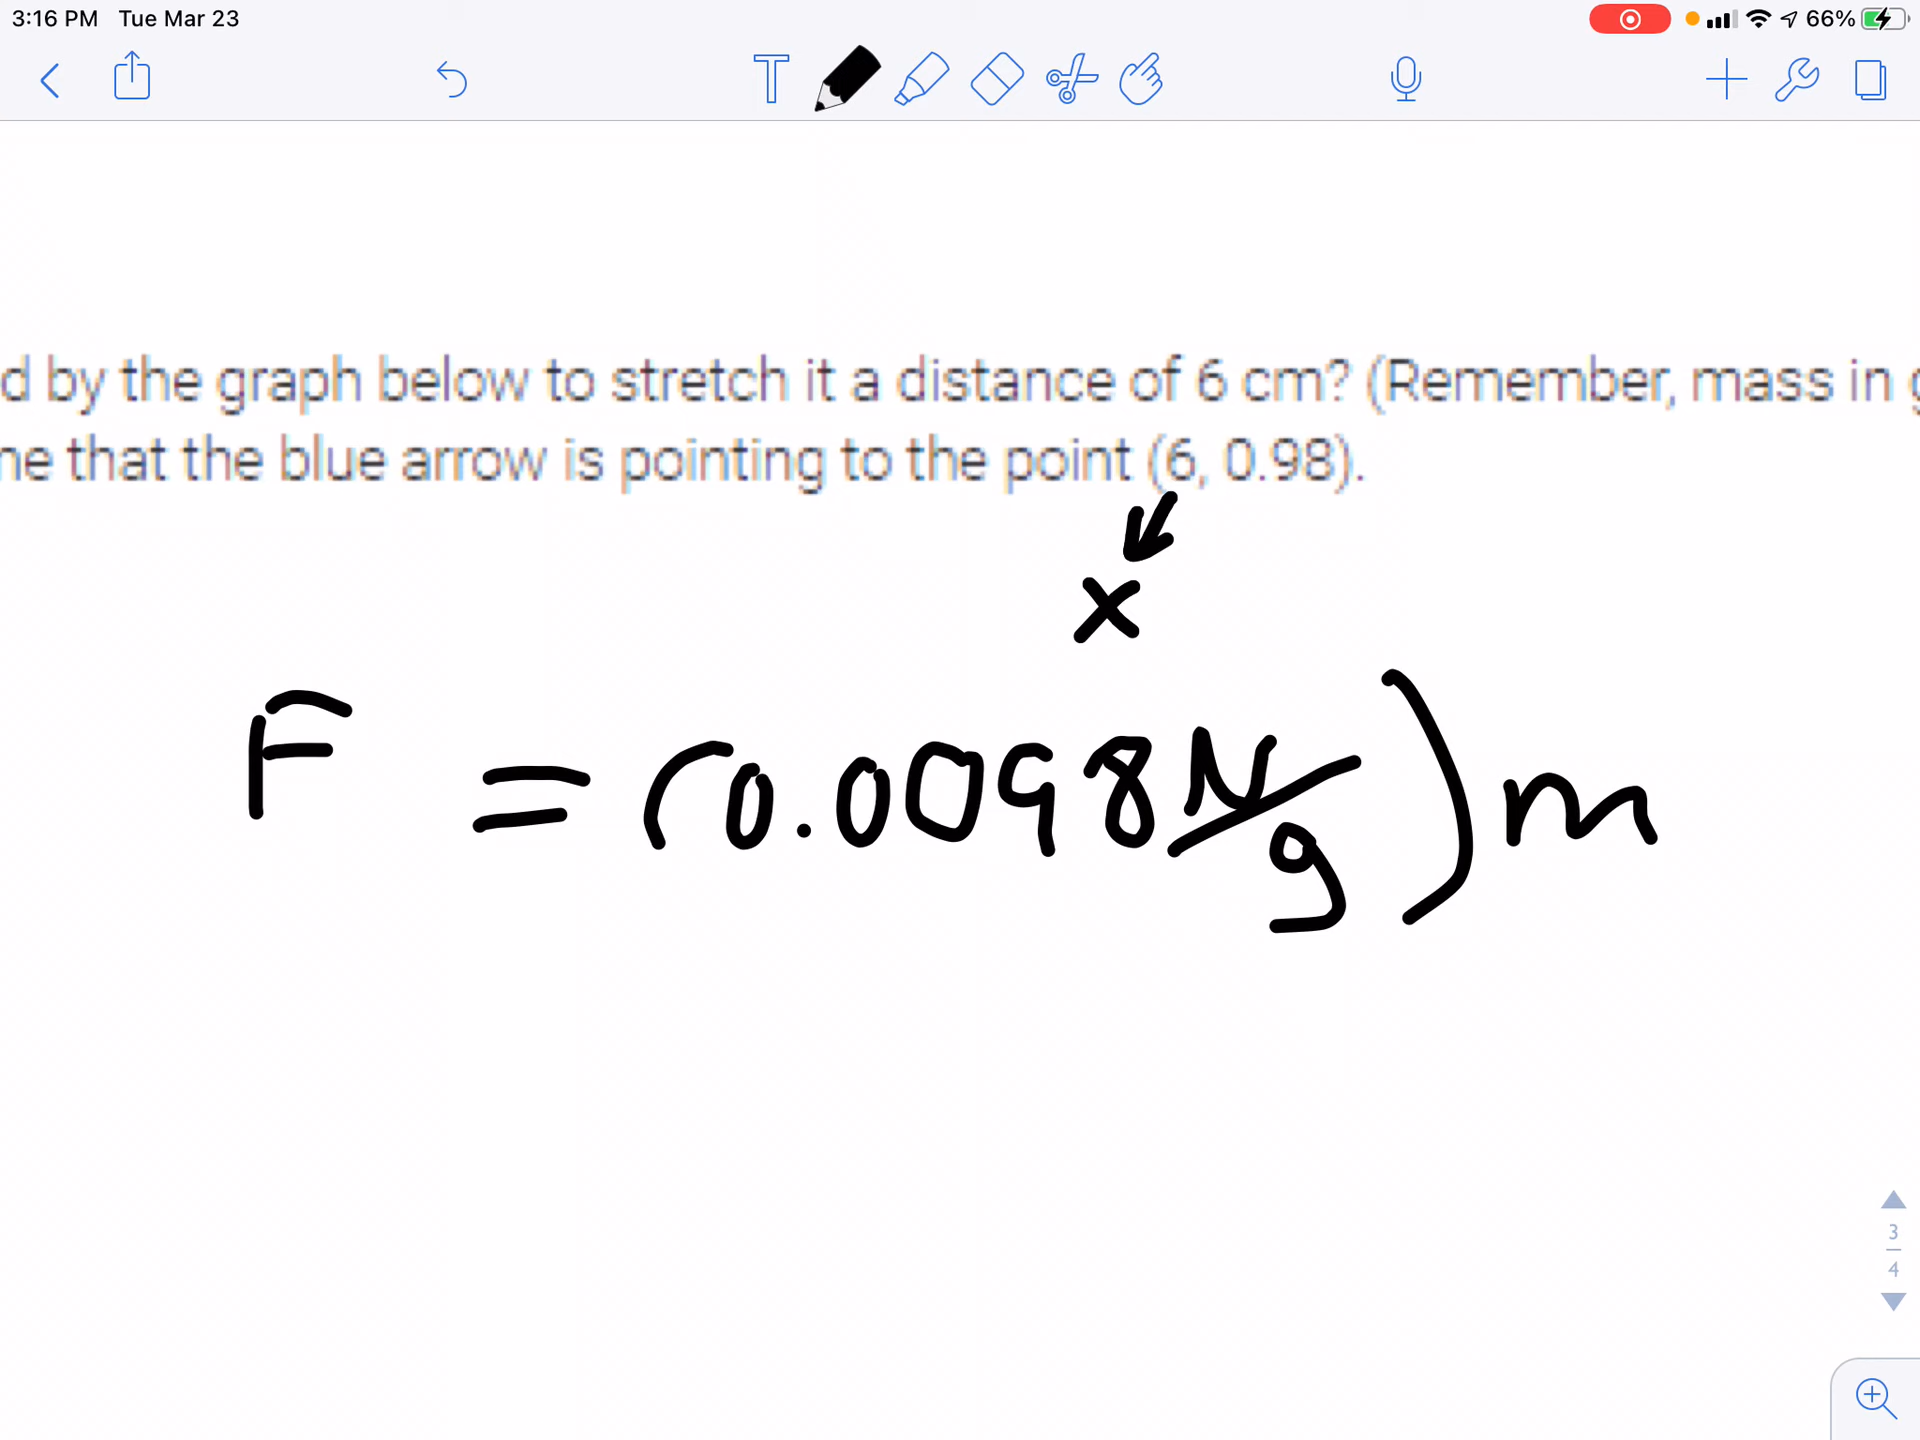 3:16 PM Tue Mar 23
66%
T
d by the graph below to stretch it a distance of 6 cm? (Remember, mass in
that the blue arrow is pointing to the point (6, 0.98).
x
F = (0.0098 N/g) m
3
4